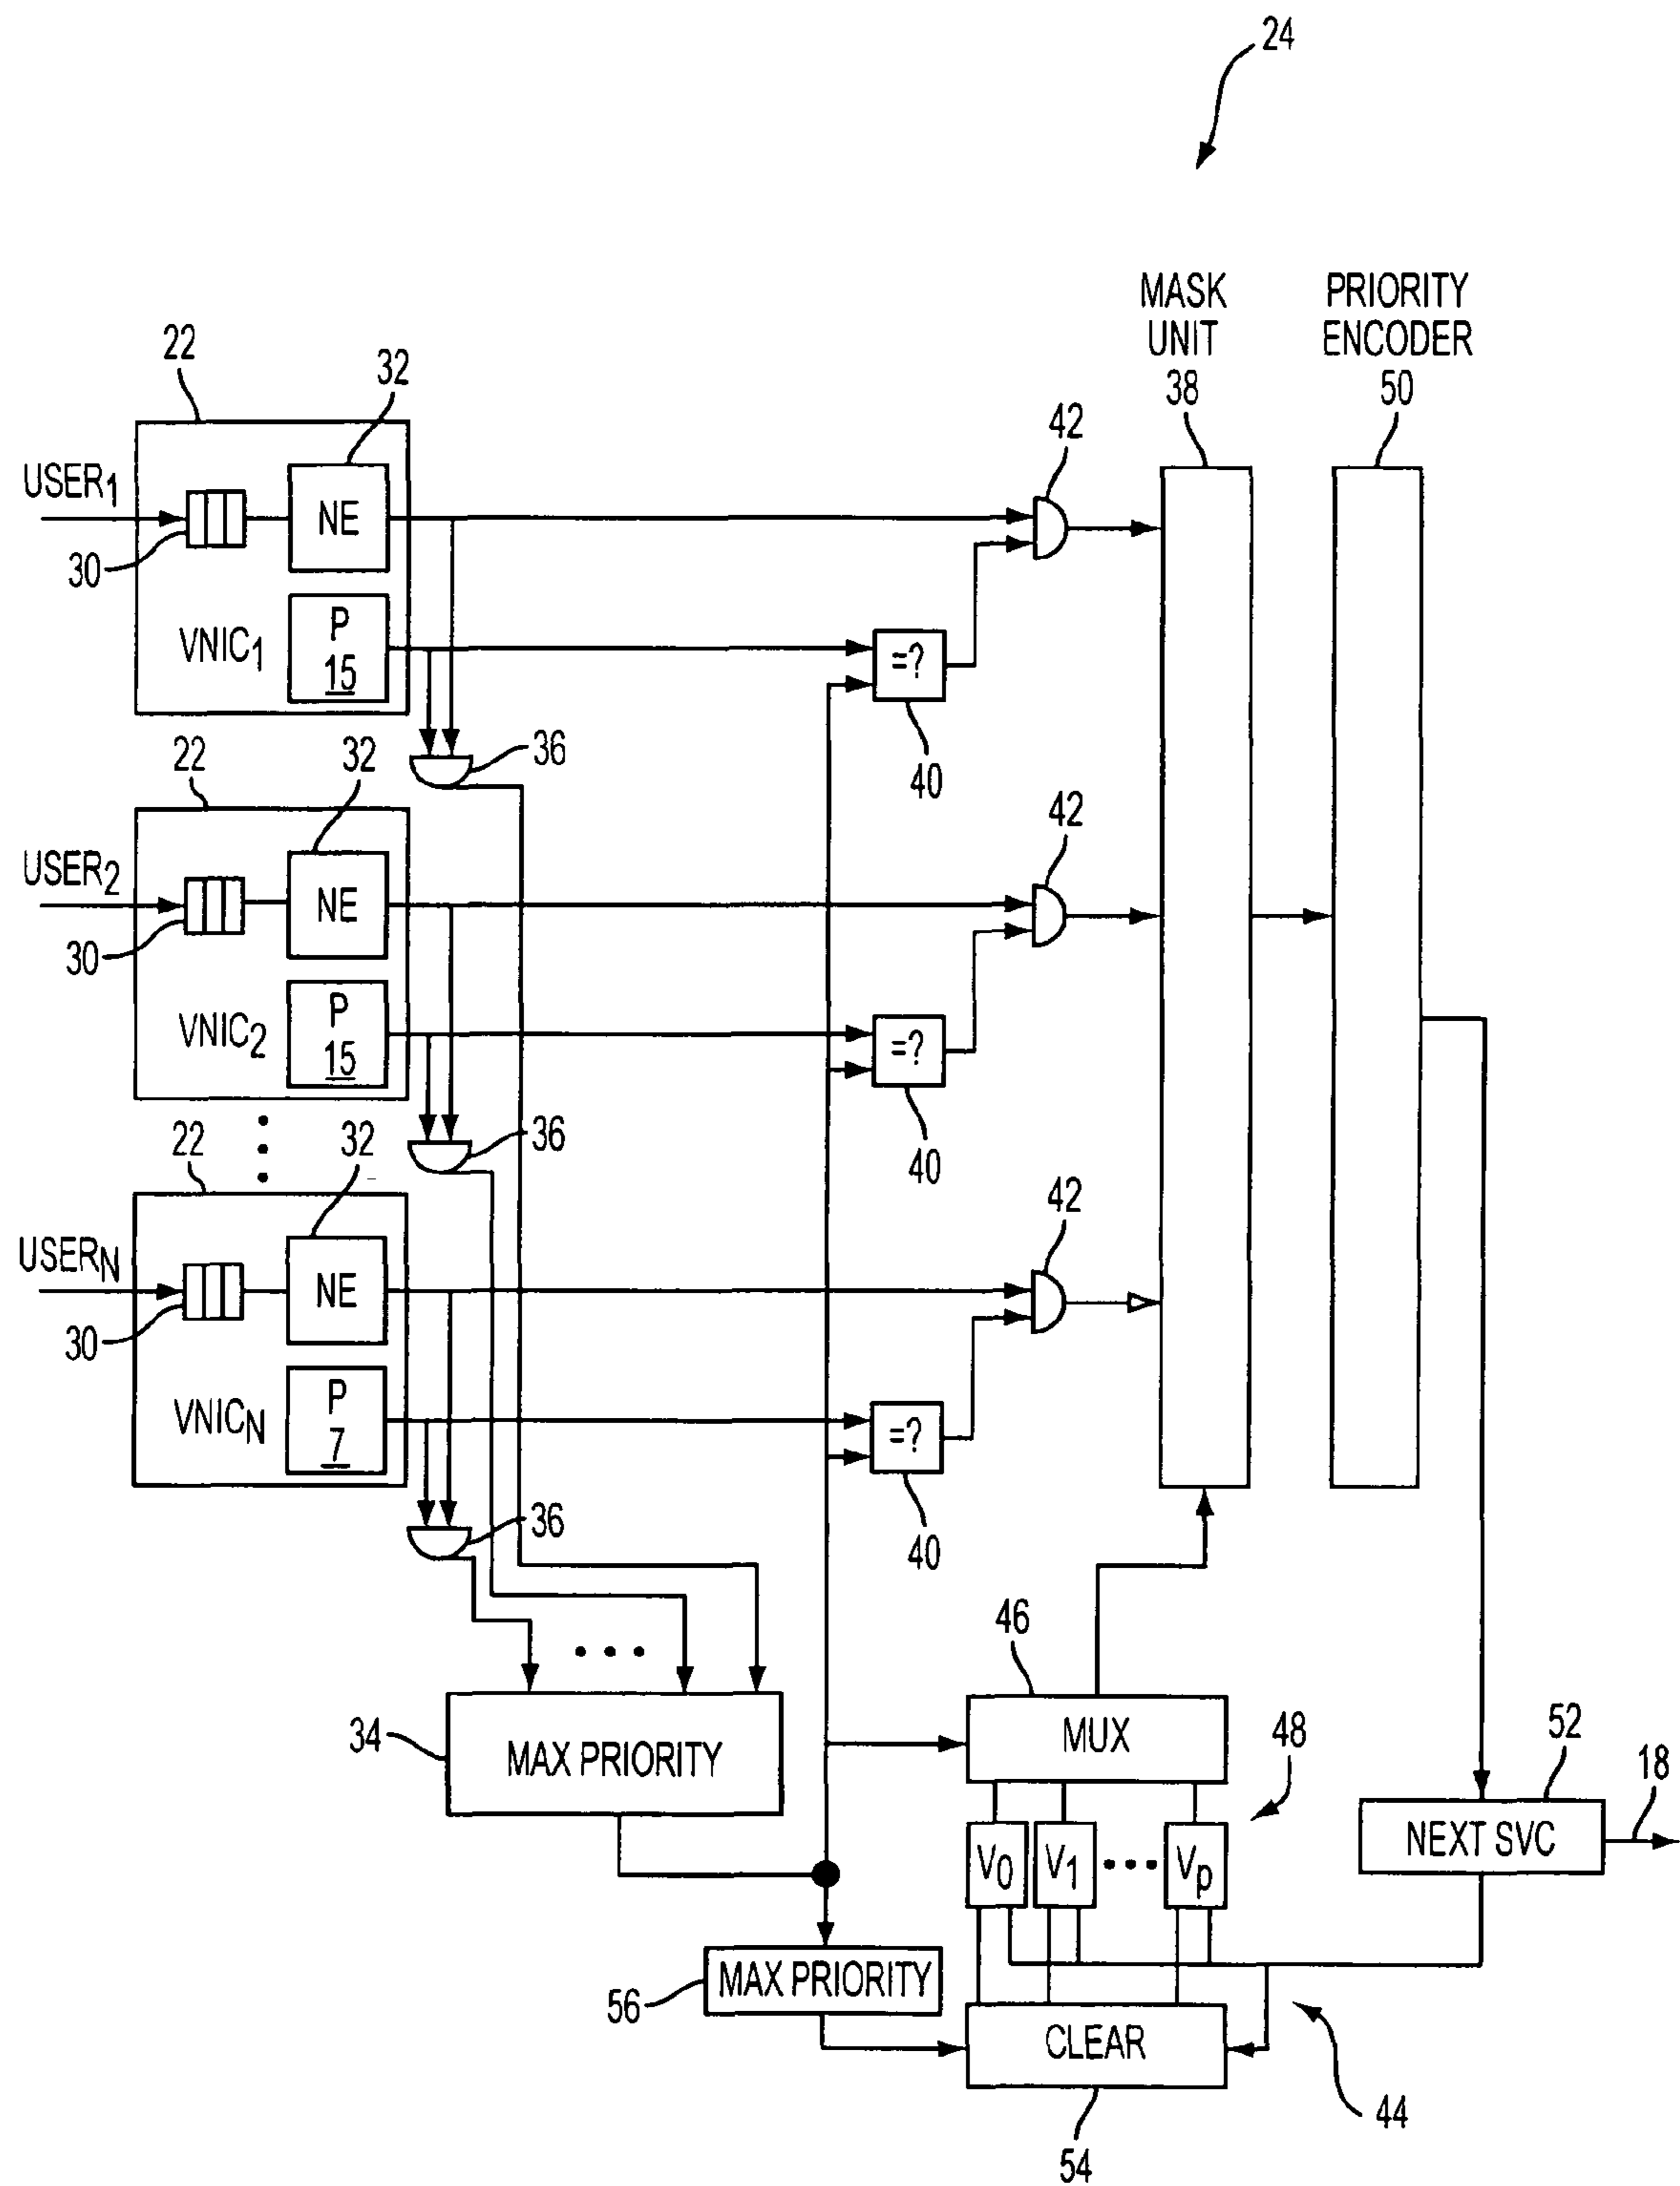 24
MASK
UNIT
38
PRIORITY
ENCODER
50
22
32
42
USER1
NE
30
VNIC1
P
15
=?
40
36
22
32
42
USER2
NE
30
VNIC2
P
15
=?
40
36
22
32
42
USERN
NE
30
VNICN
P
7
=?
40
36
46
34
MAX PRIORITY
MUX
48
52
18
NEXT SVC
V0
V1
Vp
56
MAX PRIORITY
CLEAR
44
54